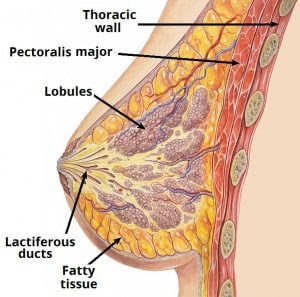 Thoracic
wall
Pectoralis major
Lobules
Lactiferous
ducts
Fatty
tissue